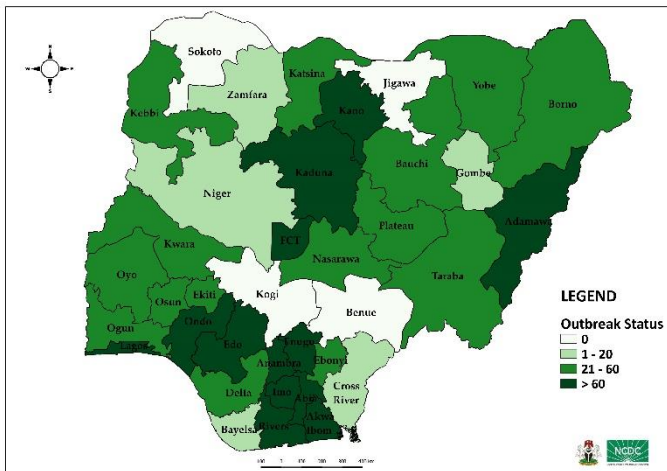 Sokoto
Katsina
Jigawa
Yobe
Borno
Zamfara
Kano
Kebbi
Bauchi
Gombe
Kaduna
Niger
Adamawa
Plateau
FCT
Kwara
Nasarawa
Taraba
Oyo
Kogi
Ekiti
Osun
Benue
LEGEND
Ogun
Ondo
Outbreak Status
Lagos
Edo
Enugu
0
Anambra
Ebonyi
1 - 20
21 - 60
Delta
Imo
Abia
Cross
River
> 60
Bayelsa
Rivers
Akwa
Ibom
NCDC